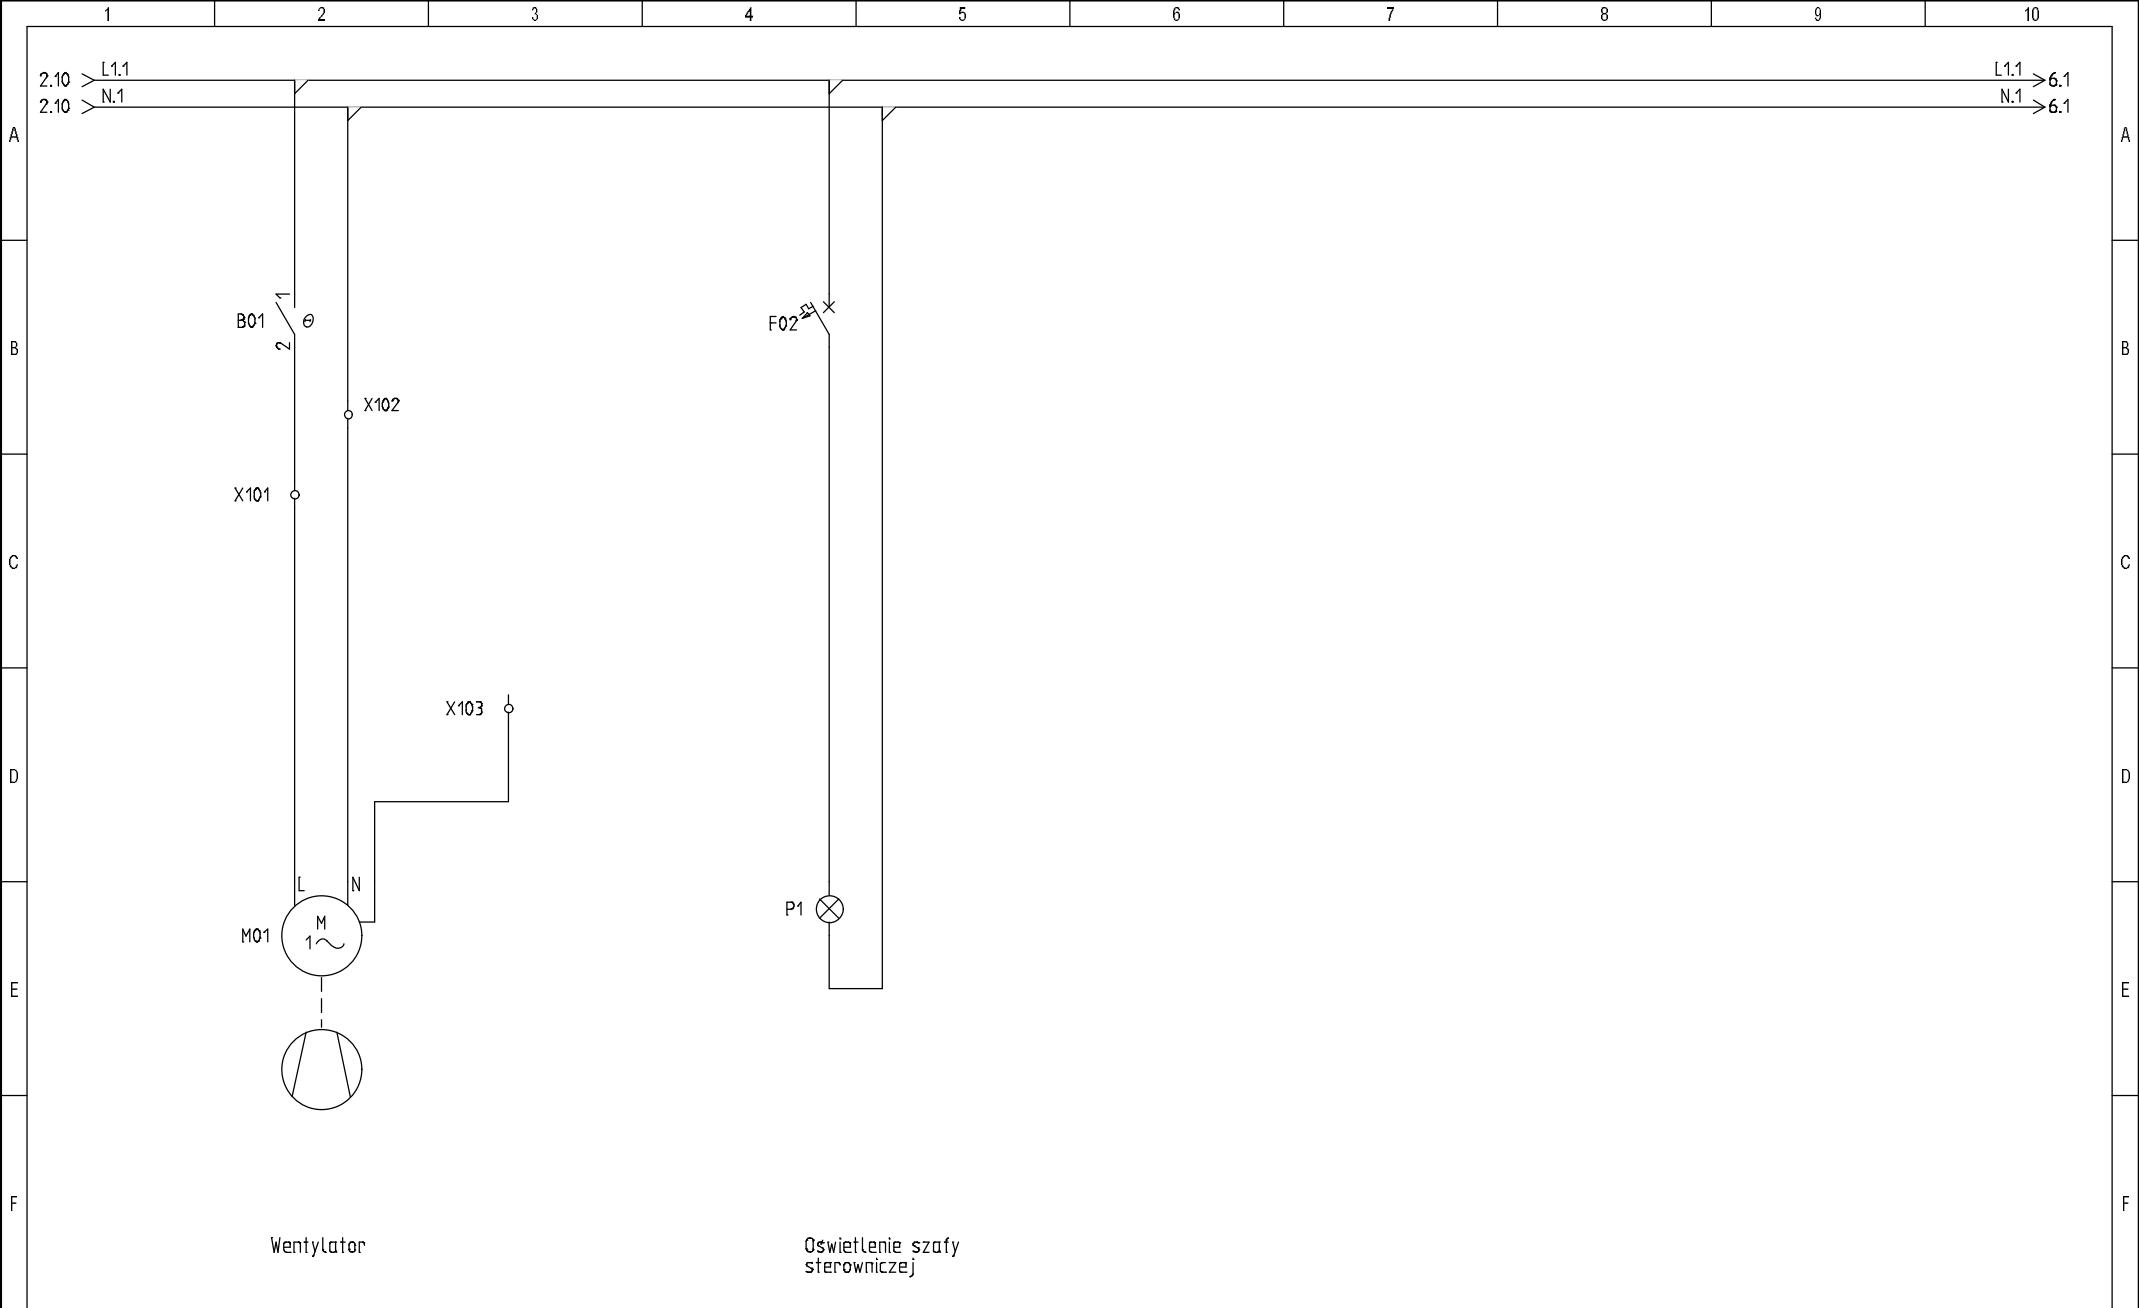 1 2 3 4 5 6 7 8 9 10
L1.1 L1.1
2.10 6.1
N.1 N.1
2.10 6.1
A A
1
B01 θ F02
2
B B
X102
X101
C C
X103
D D
L N
P1
M
M01 1~
E E
F F
Wentylator Oświetlenie szafy
sterowniczej